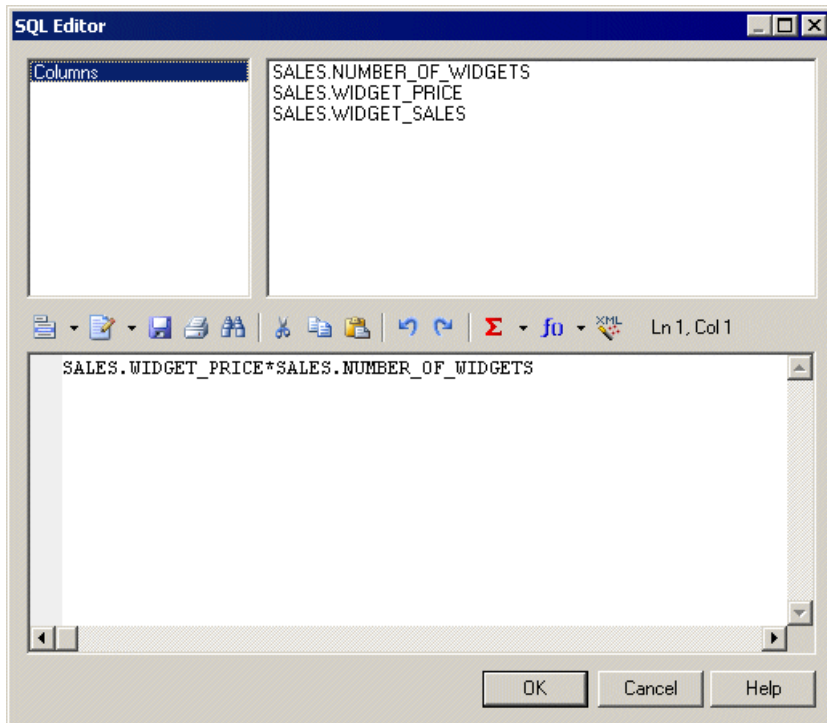 SQL Editor
Columns
SALES.NUMBER_OF_WIDGETS
SALES.WIDGET_PRICE
SALES.WIDGET_SALES
Σ f() XML Ln 1, Col 1
SALES.WIDGET_PRICE*SALES.NUMBER_OF_WIDGETS
OK Cancel Help